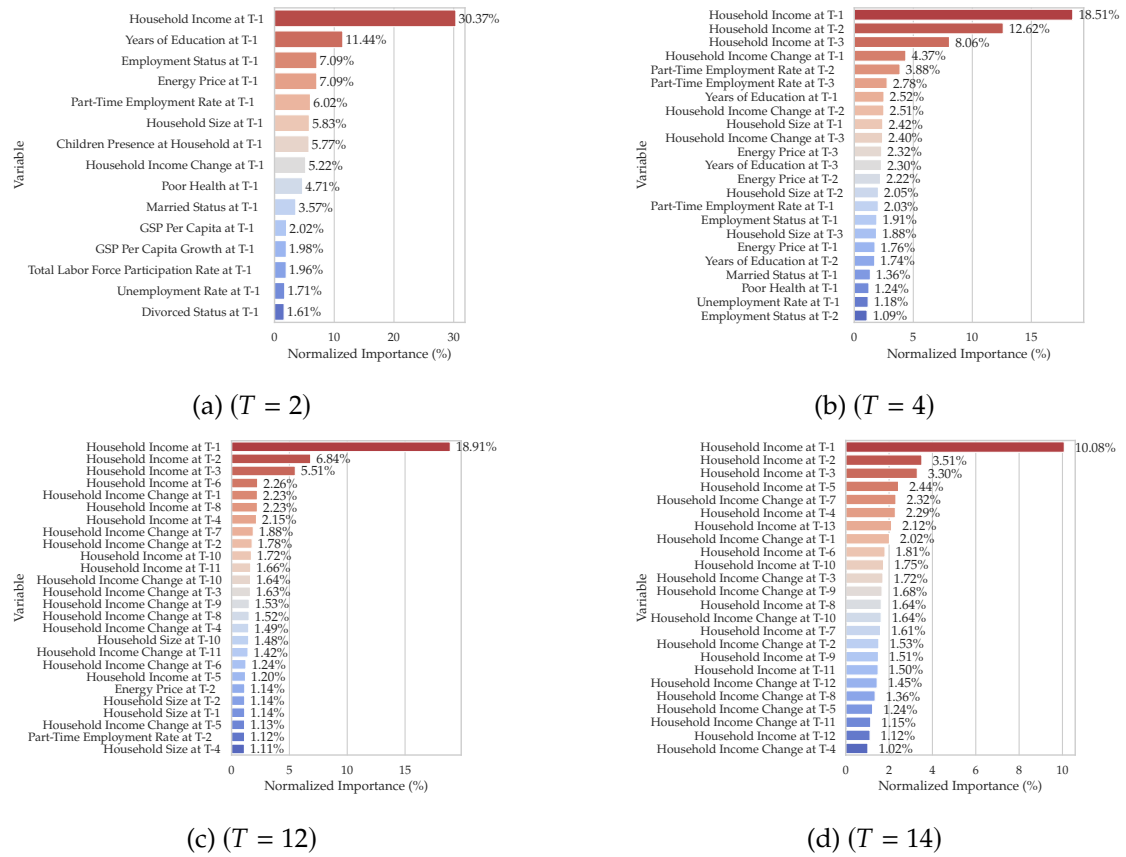 Household Income at T-1 30.37%
Years of Education at T-1 11.44%
Employment Status at T-1 7.09%
Energy Price at T-1 7.09%
Part-Time Employment Rate at T-1 6.02%
Household Size at T-1 5.83%
Children Presence at Household at T-1 5.77%
Household Income Change at T-1 5.22%
Poor Health at T-1 4.71%
Married Status at T-1 3.57%
GSP Per Capita at T-1 2.02%
GSP Per Capita Growth at T-1 1.98%
Total Labor Force Participation Rate at T-1 1.96%
Unemployment Rate at T-1 1.71%
Divorced Status at T-1 1.61%
Variable
0 10 20 30
Normalized Importance (%)
(a) (T = 2)
Household Income at T-1 18.51%
Household Income at T-2 12.62%
Household Income at T-3 8.06%
Household Income Change at T-1 4.37%
Part-Time Employment Rate at T-2 3.88%
Part-Time Employment Rate at T-3 2.78%
Years of Education at T-1 2.52%
Household Income Change at T-2 2.51%
Household Size at T-1 2.42%
Household Income Change at T-3 2.40%
Energy Price at T-3 2.32%
Years of Education at T-3 2.30%
Energy Price at T-2 2.22%
Household Size at T-2 2.05%
Part-Time Employment Rate at T-1 2.03%
Employment Status at T-1 1.91%
Household Size at T-3 1.88%
Energy Price at T-1 1.76%
Years of Education at T-2 1.74%
Married Status at T-1 1.36%
Poor Health at T-1 1.24%
Unemployment Rate at T-1 1.18%
Employment Status at T-2 1.09%
Variable
0 5 10 15
Normalized Importance (%)
(b) (T = 4)
Household Income at T-1 18.91%
Household Income at T-2 6.84%
Household Income at T-3 5.51%
Household Income at T-6 2.26%
Household Income Change at T-1 2.23%
Household Income at T-8 2.23%
Household Income at T-4 2.15%
Household Income Change at T-7 1.88%
Household Income Change at T-2 1.78%
Household Income at T-10 1.72%
Household Income at T-11 1.66%
Household Income Change at T-10 1.64%
Household Income Change at T-3 1.63%
Household Income Change at T-9 1.53%
Household Income Change at T-8 1.52%
Household Income Change at T-4 1.49%
Household Size at T-10 1.48%
Household Income Change at T-11 1.42%
Household Income Change at T-6 1.24%
Household Income at T-5 1.20%
Energy Price at T-2 1.14%
Household Size at T-2 1.14%
Household Size at T-1 1.14%
Household Income Change at T-5 1.13%
Part-Time Employment Rate at T-2 1.12%
Household Size at T-4 1.11%
Variable
0 5 10 15
Normalized Importance (%)
(c) (T = 12)
Household Income at T-1 10.08%
Household Income at T-2 3.51%
Household Income at T-3 3.30%
Household Income at T-5 2.44%
Household Income Change at T-7 2.32%
Household Income at T-4 2.29%
Household Income at T-13 2.12%
Household Income Change at T-1 2.02%
Household Income at T-6 1.81%
Household Income at T-10 1.75%
Household Income Change at T-3 1.72%
Household Income Change at T-9 1.68%
Household Income at T-8 1.64%
Household Income Change at T-10 1.64%
Household Income at T-7 1.61%
Household Income Change at T-2 1.53%
Household Income at T-9 1.51%
Household Income at T-11 1.50%
Household Income Change at T-12 1.45%
Household Income Change at T-8 1.36%
Household Income Change at T-5 1.24%
Household Income Change at T-11 1.15%
Household Income at T-12 1.12%
Household Income Change at T-4 1.02%
Variable
0 2 4 6 8 10
Normalized Importance (%)
(d) (T = 14)